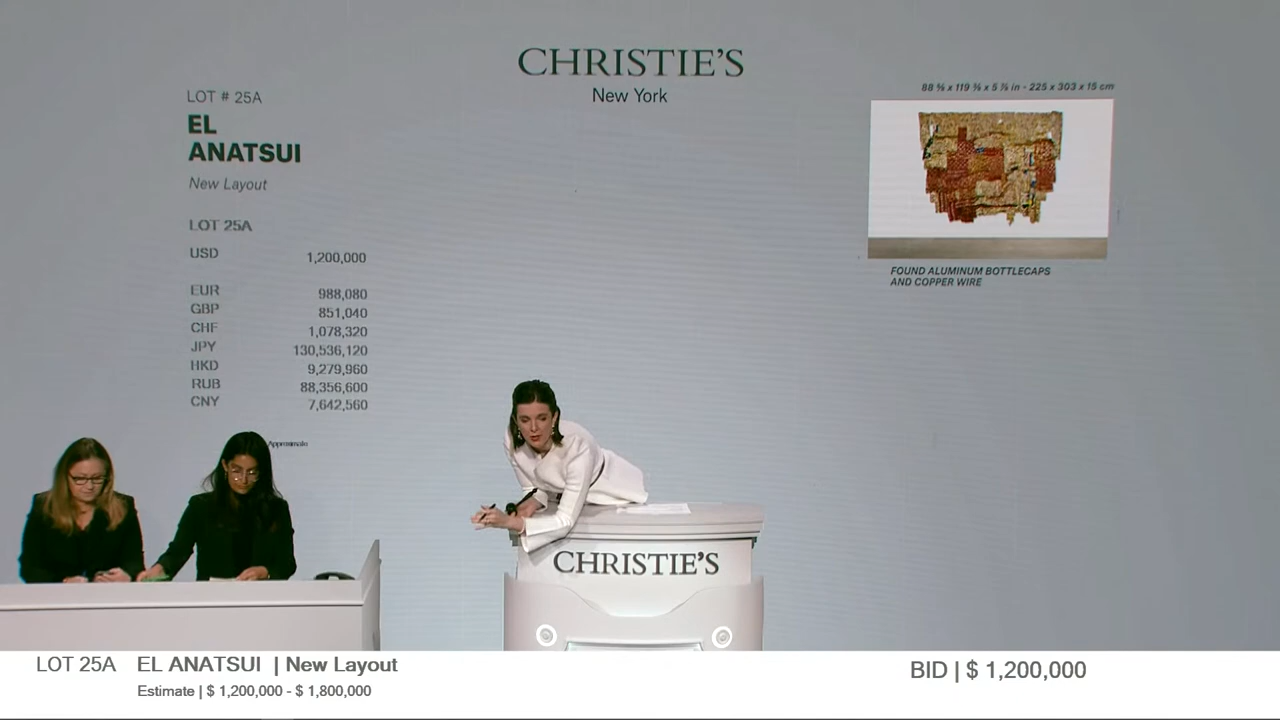 CHRISTIE'S
New York
LOT # 25A
EL
ANATSUI
New Layout
LOT 25A
USD 1,200,000
EUR 988,080
GBP 851,040
CHF 1,078,320
JPY 130,536,120
HKD 9,279,960
RUB 88,356,600
CNY 7,642,560
Approximate
88 ⅝ x 119 ⅜ x 5 ⅞ in - 225 x 303 x 15 cm
FOUND ALUMINUM BOTTLECAPS
AND COPPER WIRE
CHRISTIE'S
LOT 25A EL ANATSUI | New Layout
Estimate | $ 1,200,000 - $ 1,800,000
BID | $ 1,200,000